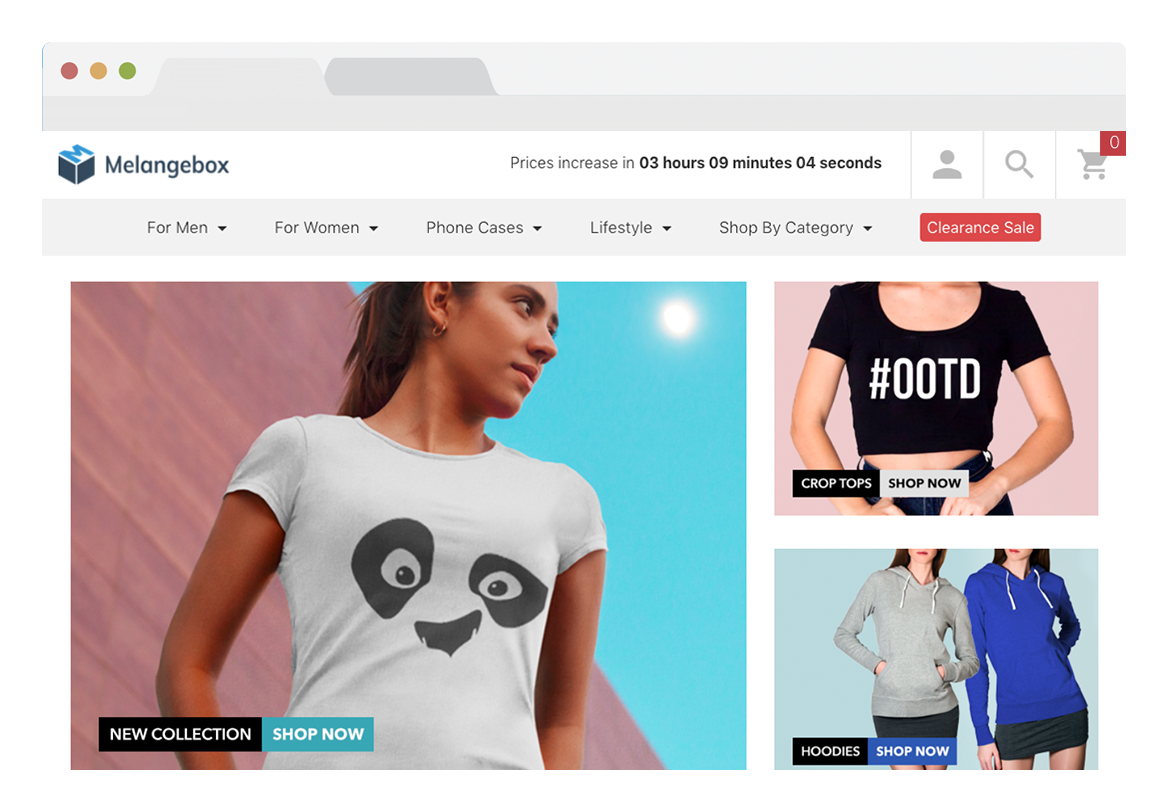 Melangebox
Prices increase in 03 hours 09 minutes 04 seconds
0
For Men
For Women
Phone Cases
Lifestyle
Shop By Category
Clearance Sale
#OOTD
CROP TOPS SHOP NOW
NEW COLLECTION SHOP NOW
HOODIES SHOP NOW